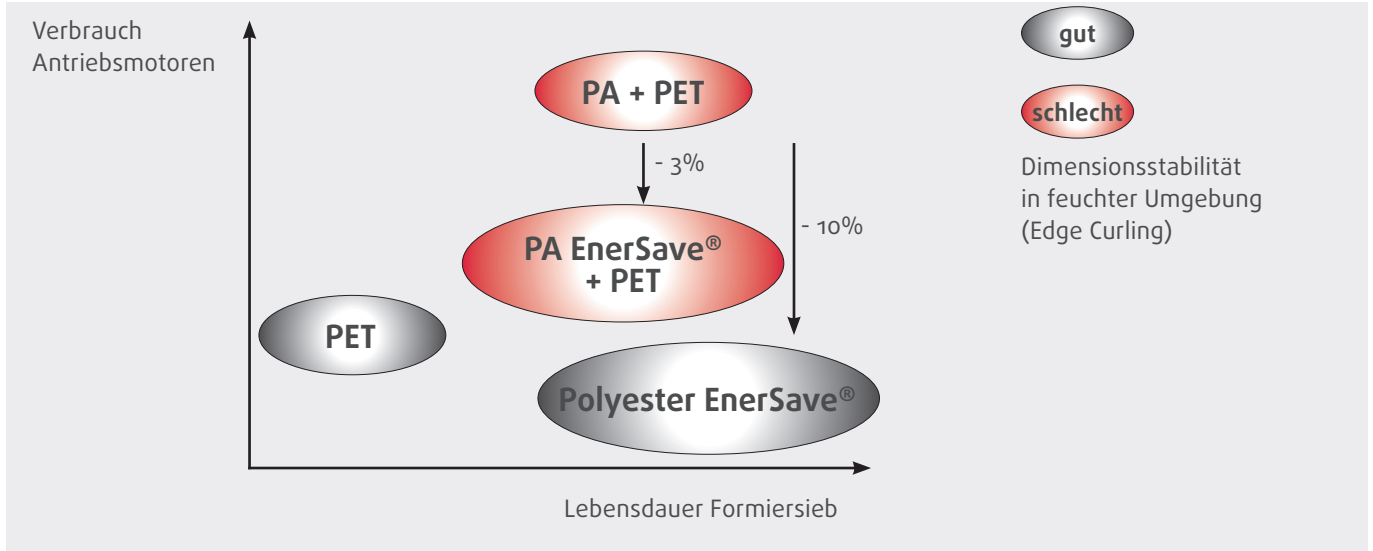 Verbrauch
Antriebsmotoren
gut
PA + PET
schlecht
- 3%
Dimensionsstabilität
in feuchter Umgebung
(Edge Curling)
- 10%
PA EnerSave®
+ PET
PET
Polyester EnerSave®
Lebensdauer Formiersieb